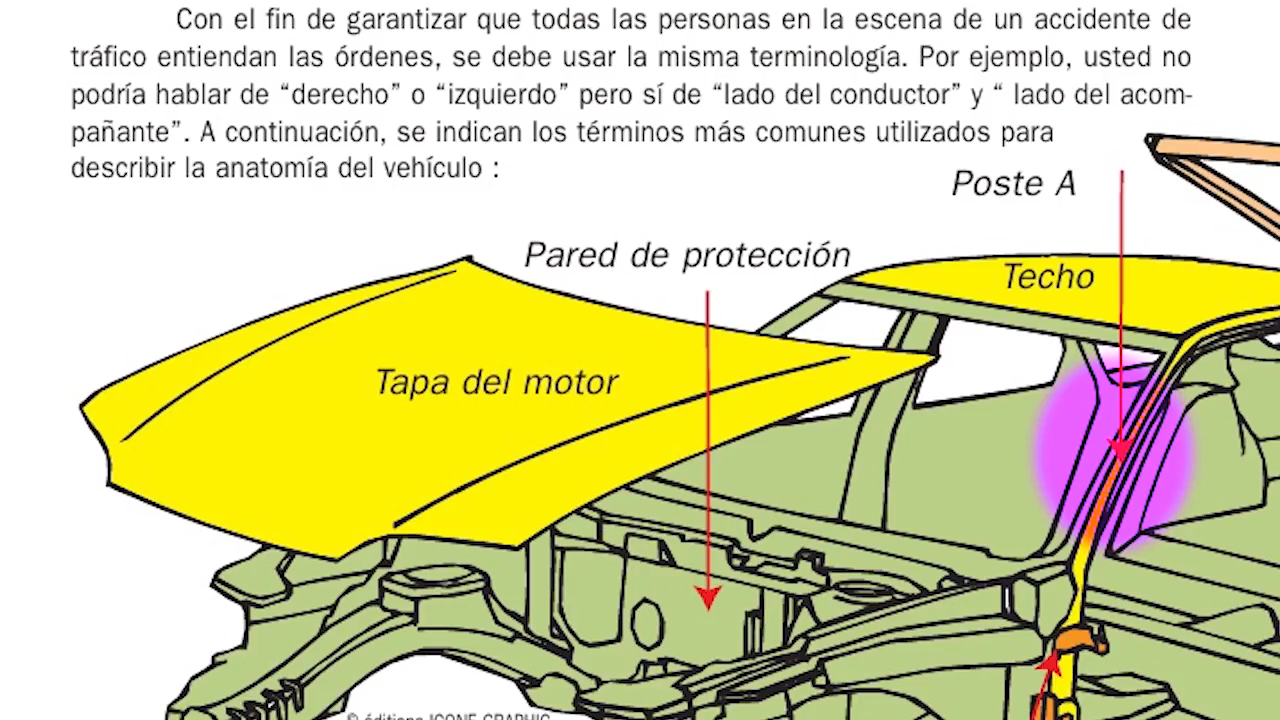 Con el fin de garantizar que todas las personas en la escena de un accidente de
tráfico entiendan las órdenes, se debe usar la misma terminología. Por ejemplo, usted no
podría hablar de “derecho” o “izquierdo” pero sí de “lado del conductor” y “ lado del acom-
pañante”. A continuación, se indican los términos más comunes utilizados para
describir la anatomía del vehículo :
Poste A
Pared de protección
Techo
Tapa del motor
© éditions ICONE GRAPHIC